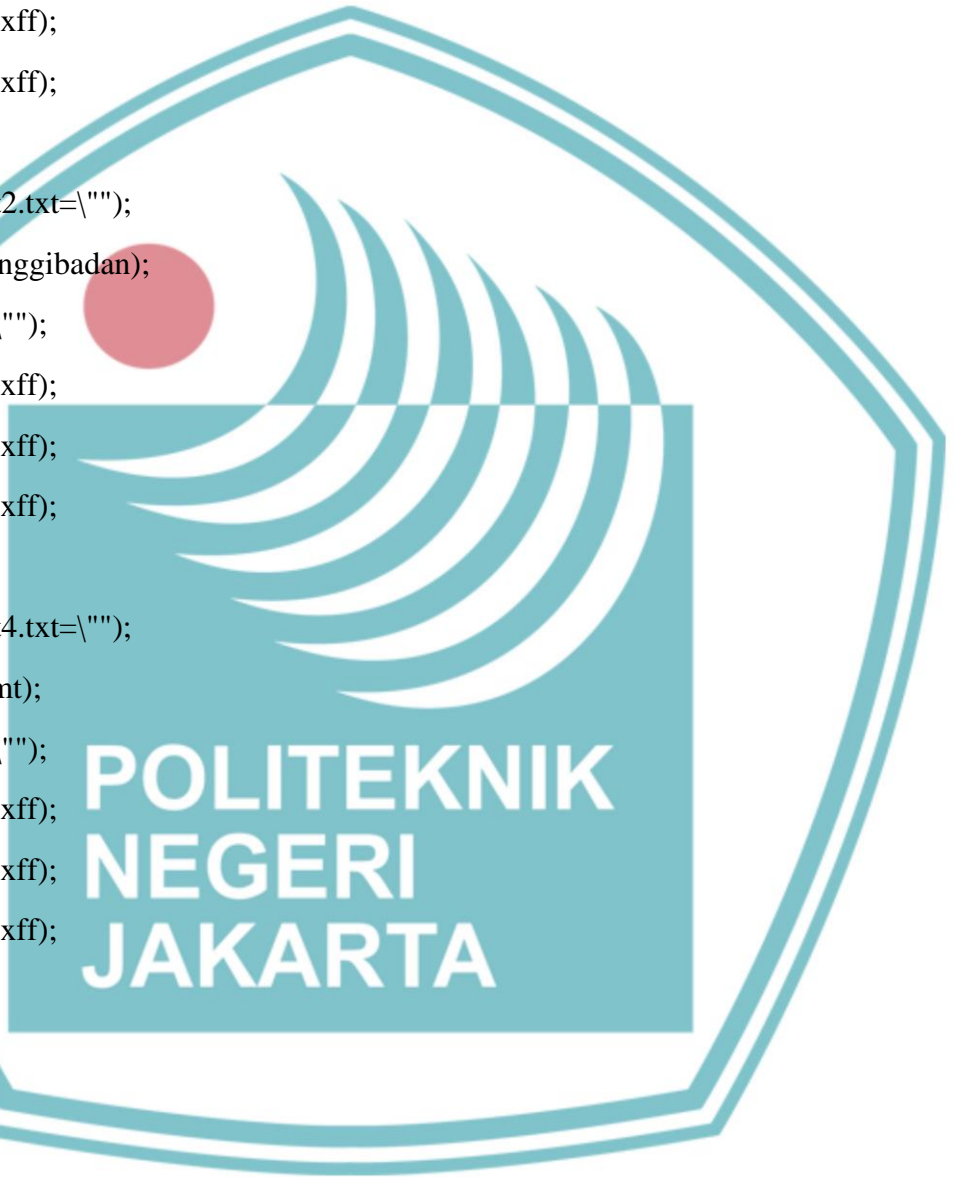 xff);
xff);
2.txt=\"");
nggibadan);
\"");
xff);
xff);
xff);
4.txt=\"");
nt);
\"");
xff);
xff);
xff);
POLITEKNIK
NEGERI
JAKARTA